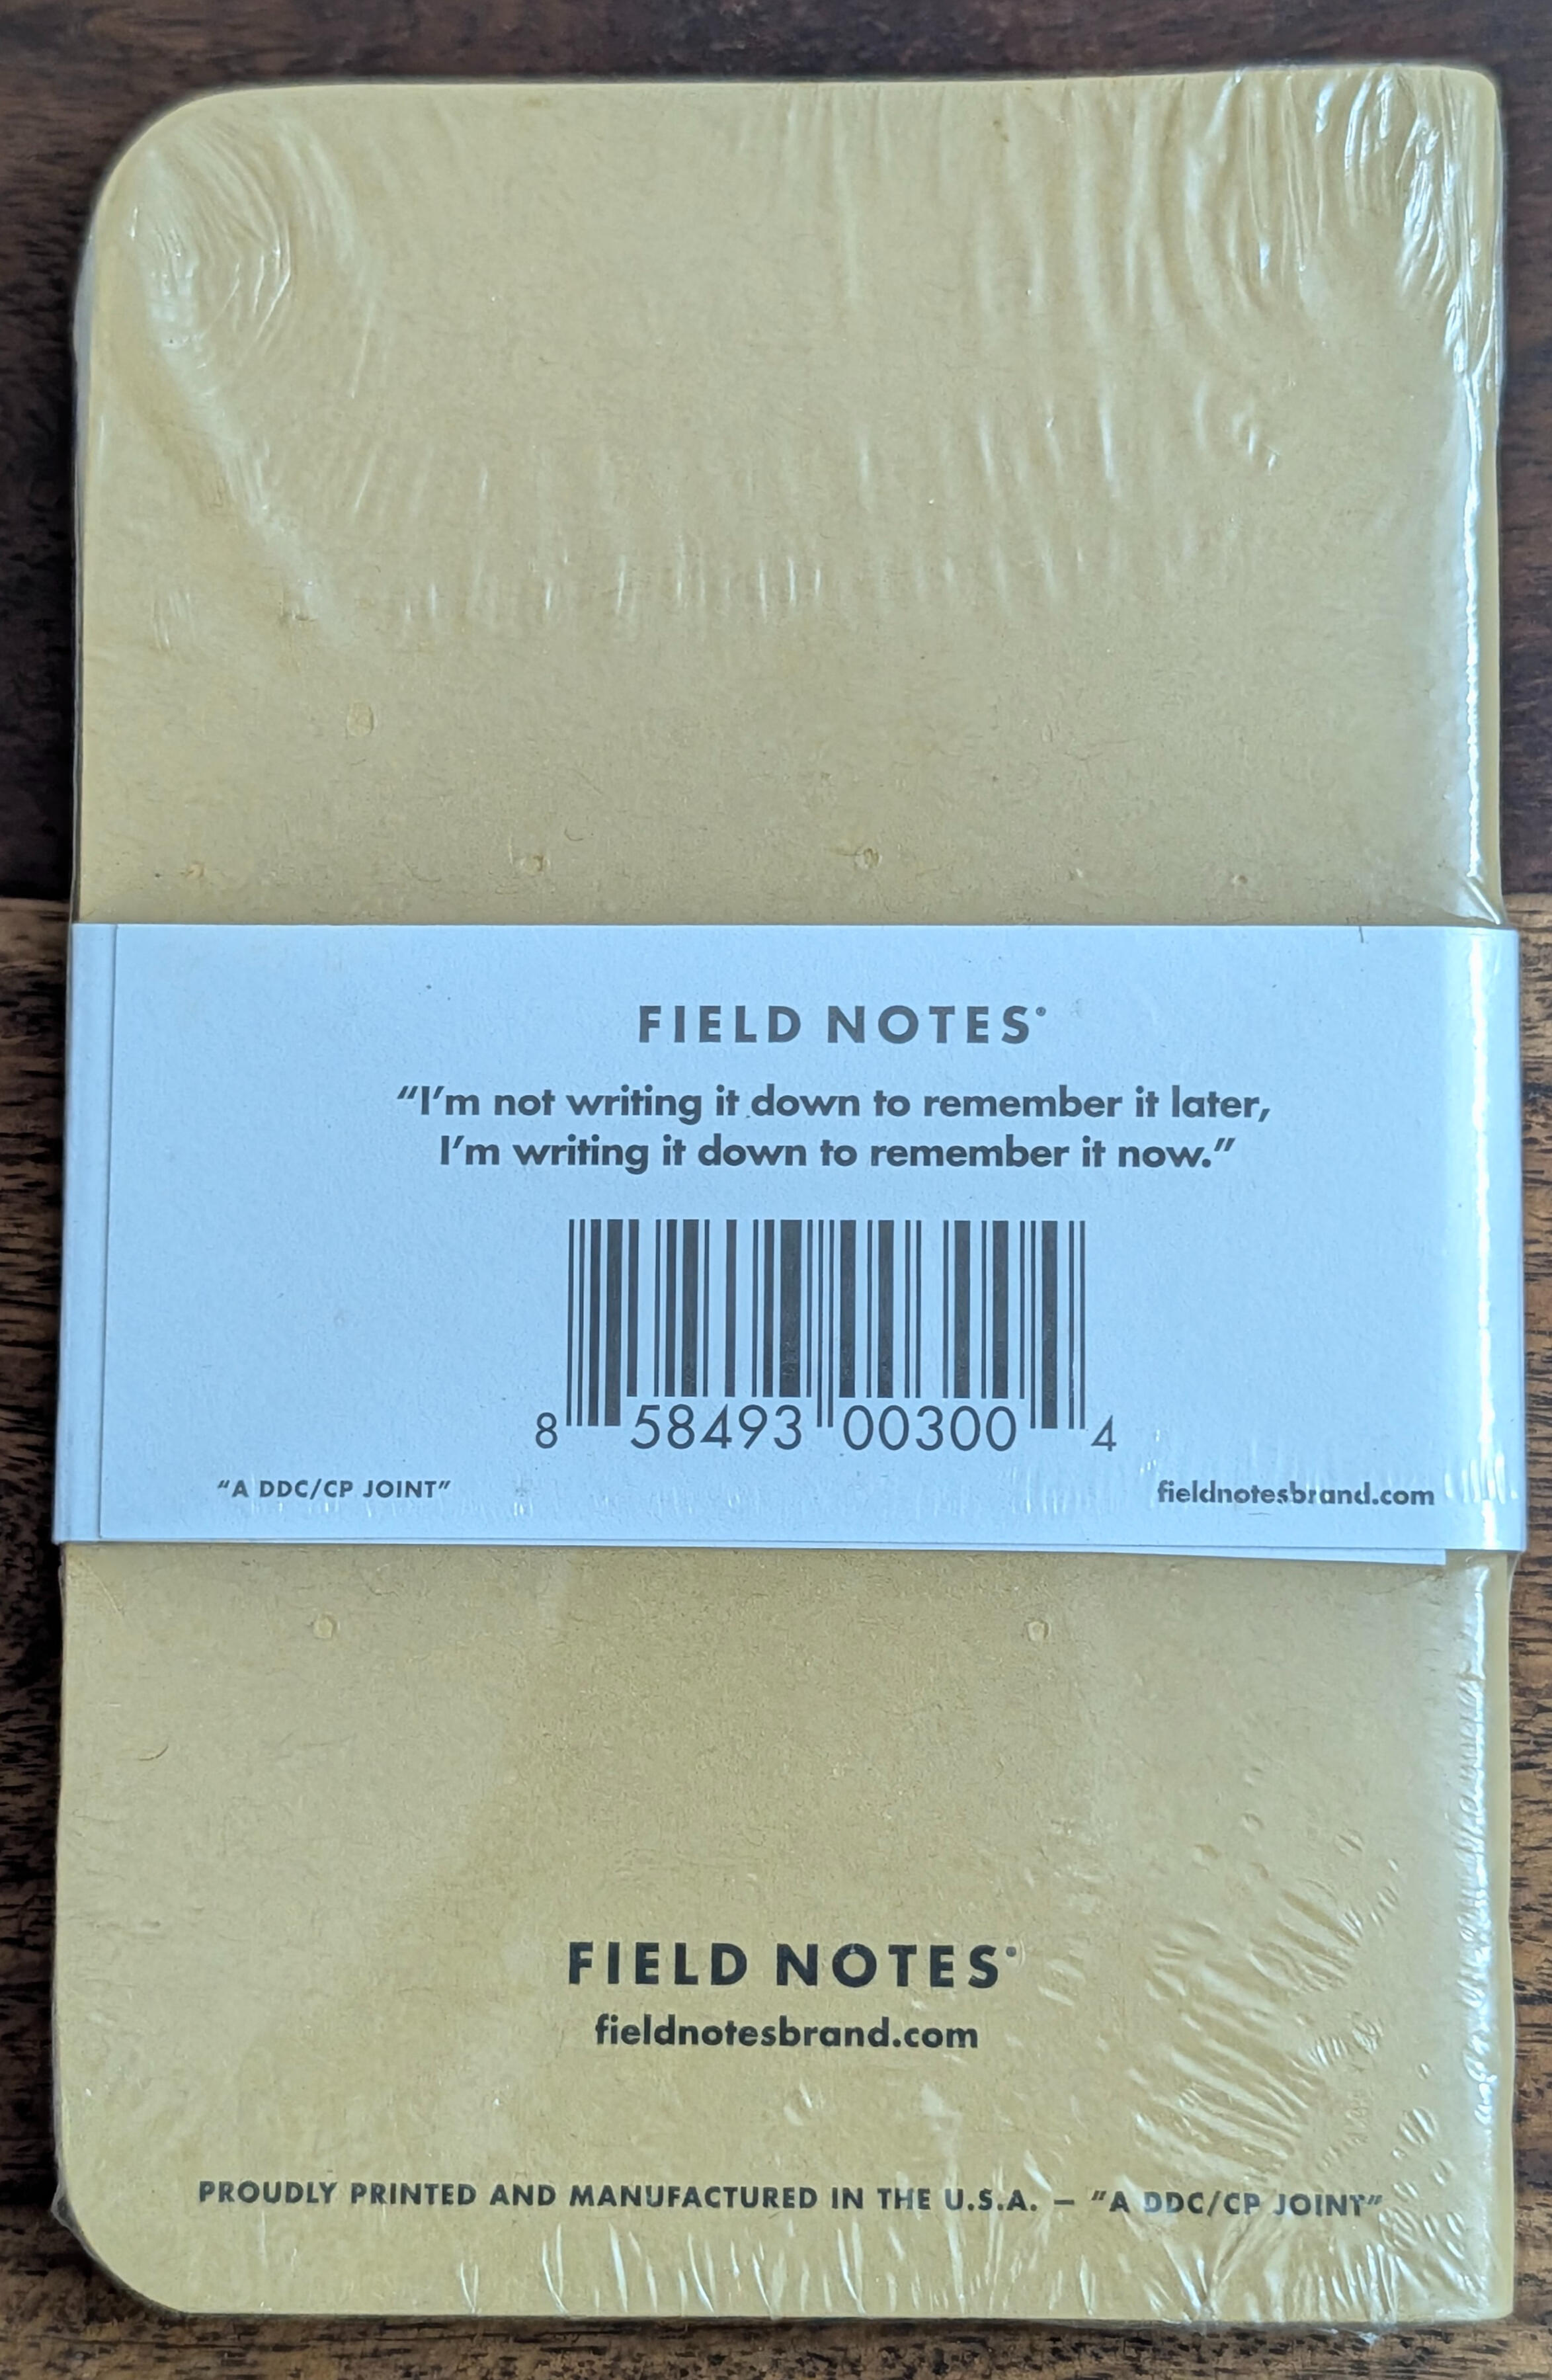 FIELD NOTES®
“I’m not writing it down to remember it later,
I’m writing it down to remember it now.”
8 58493 00300 4
“A DDC/CP JOINT” fieldnotesbrand.com
FIELD NOTES®
fieldnotesbrand.com
PROUDLY PRINTED AND MANUFACTURED IN THE U.S.A. — “A DDC/CP JOINT”